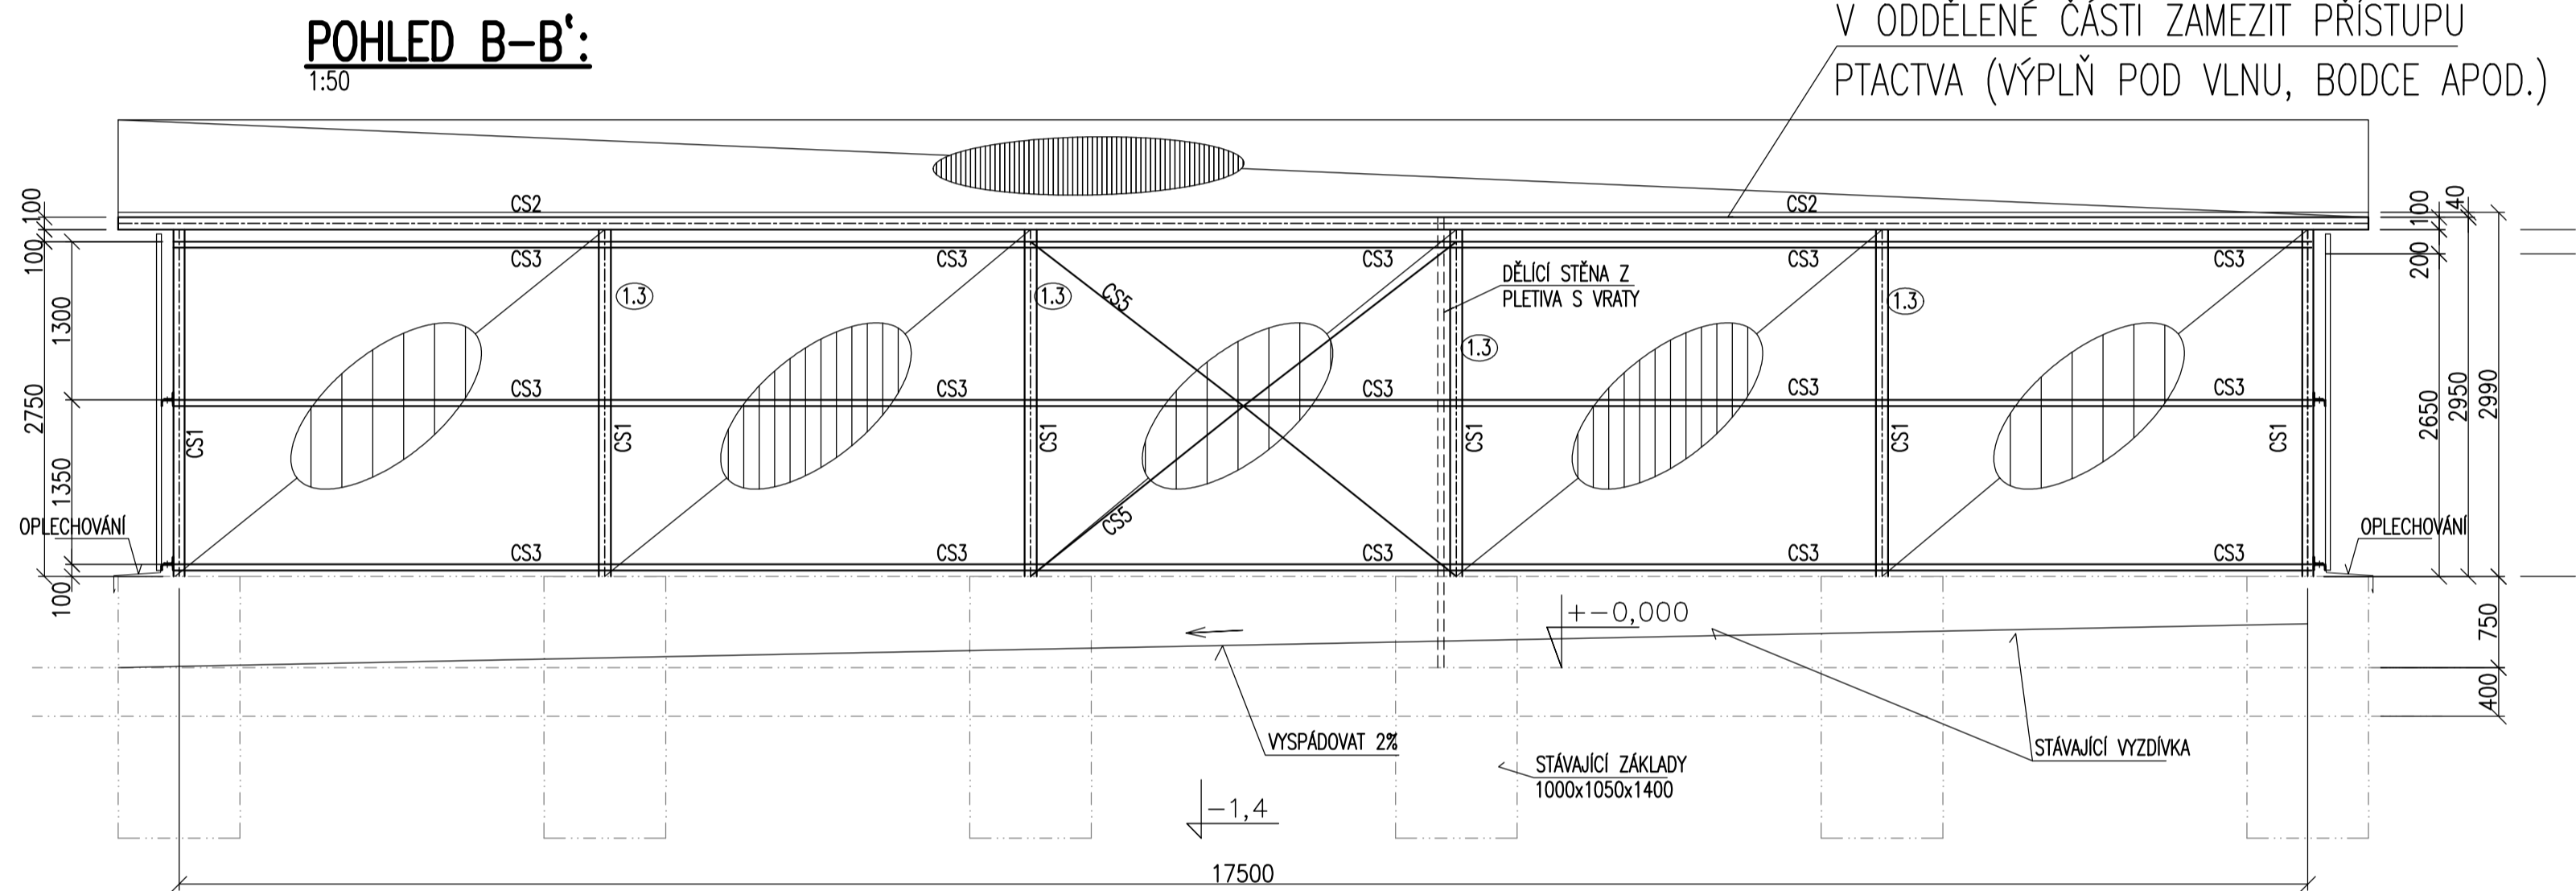 POHLED B-B‘:
1:50
V ODDĚLENÉ ČÁSTI ZAMEZIT PŘÍSTUPU
PTACTVA (VÝPLŇ POD VLNU, BODCE APOD.)
CS2
CS2
CS3
CS3
CS3
CS3
CS3
1.3
1.3
1.3
1.3
CS5
DĚLÍCÍ STĚNA Z
PLETIVA S VRATY
CS3
CS3
CS3
CS3
CS3
CS1
CS1
CS1
CS1
CS1
CS1
CS5
CS3
CS3
CS3
CS3
CS3
OPLECHOVÁNÍ
OPLECHOVÁNÍ
100
100
1300
2750
1350
100
100
40
200
2650
2950
2990
750
400
+-0,000
VYSPÁDOVAT 2%
STÁVAJÍCÍ ZÁKLADY
1000x1050x1400
STÁVAJÍCÍ VYZDÍVKA
-1,4
17500